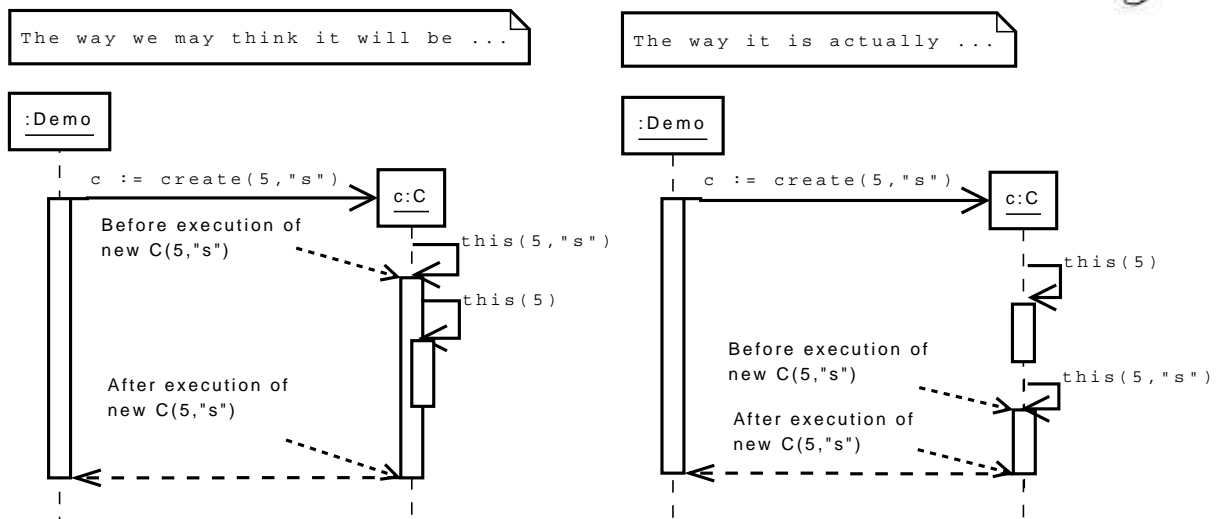 The way we may think it will be ...
:Demo
c := create(5,"s")
c:C
Before execution of
new C(5,"s")
this(5,"s")
this(5)
After execution of
new C(5,"s")
The way it is actually ...
:Demo
c := create(5,"s")
c:C
this(5)
Before execution of
new C(5,"s")
this(5,"s")
After execution of
new C(5,"s")